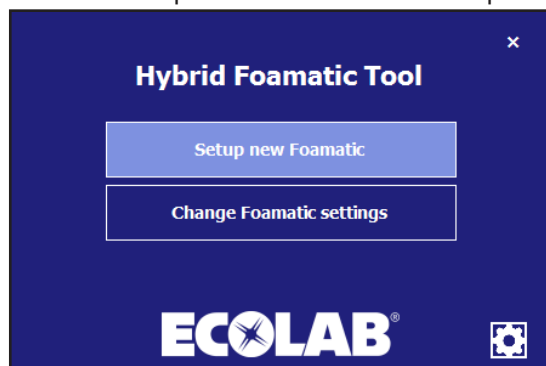 ×
Hybrid Foamatic Tool
Setup new Foamatic
Change Foamatic settings
ECOLAB®